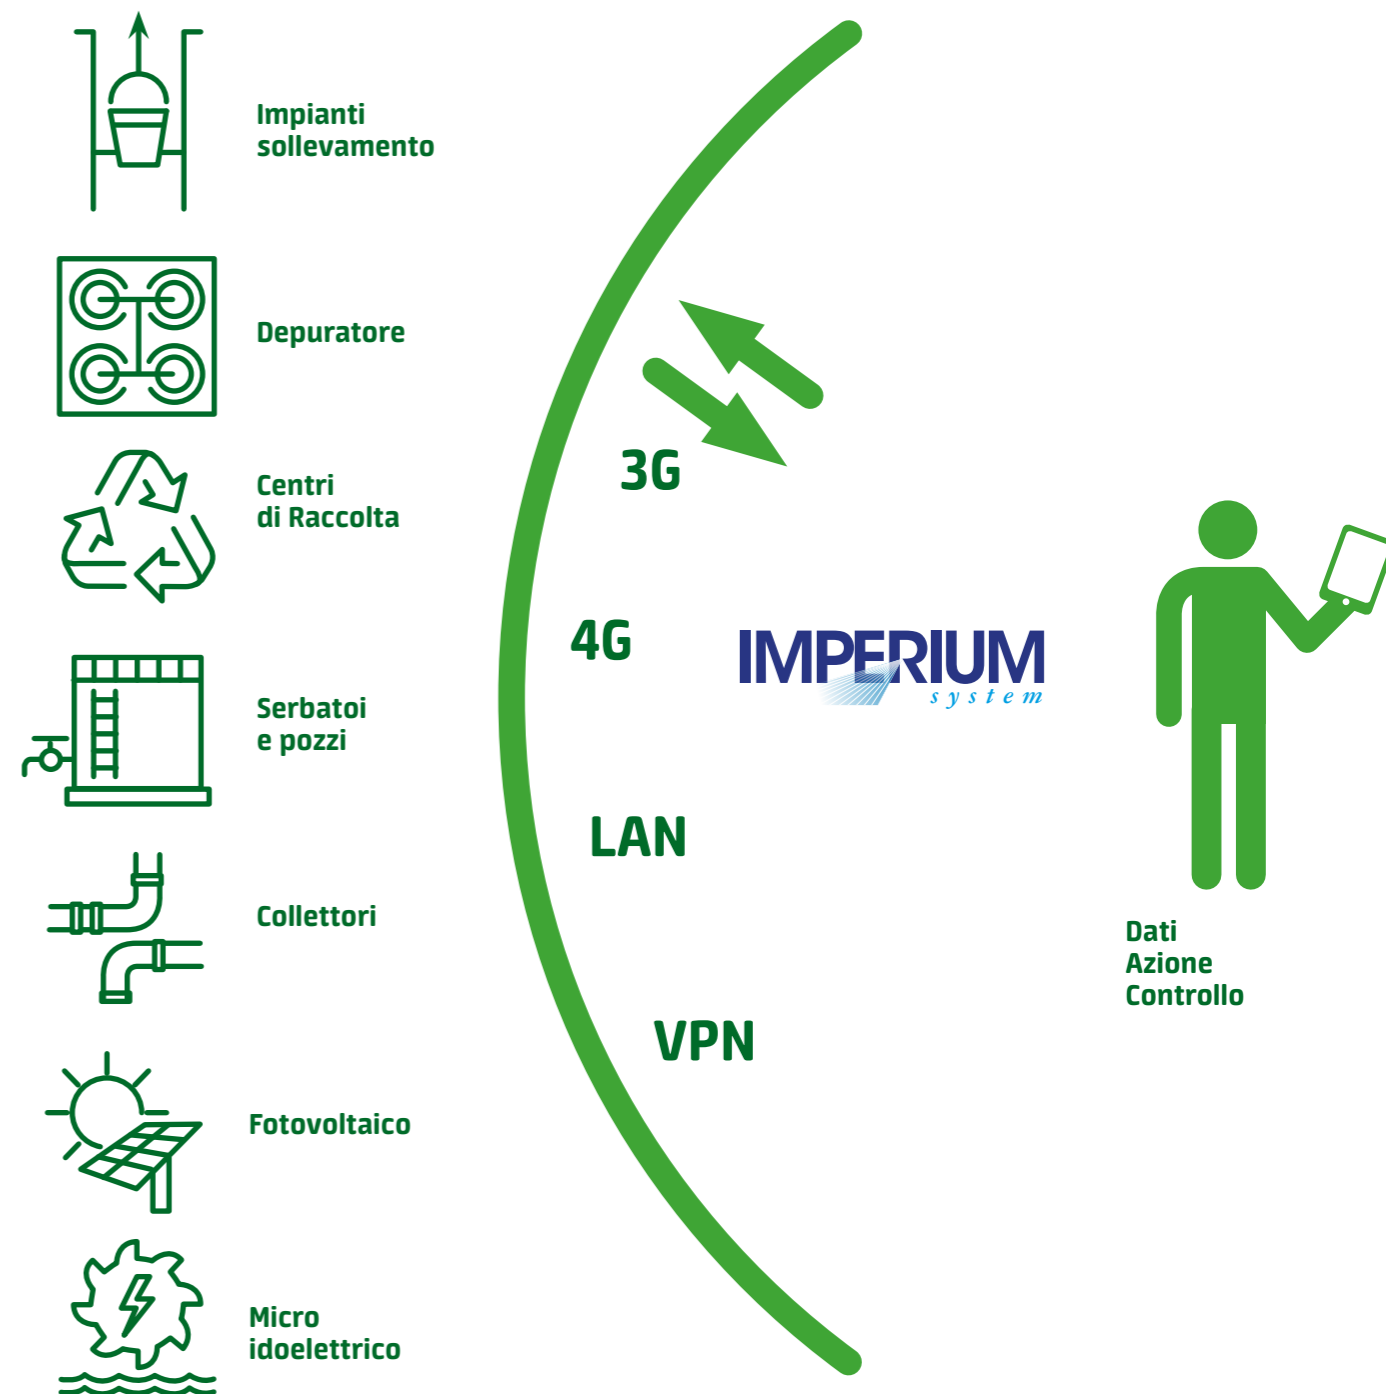 Impianti
sollevamento
Depuratore
Centri
di Raccolta
Serbatoi
e pozzi
Collettori
Fotovoltaico
Micro
idoelettrico
3G
4G
LAN
VPN
IMPERIUM
system
Dati
Azione
Controllo